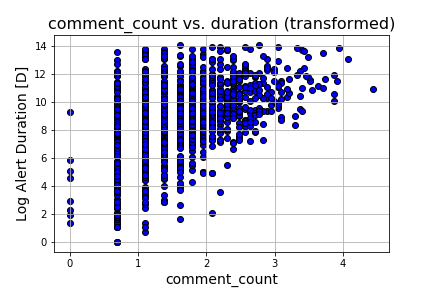 comment_count vs. duration (transformed)
Log Alert Duration [D]
14
12
10
8
6
4
2
0
0 1 2 3 4
comment_count